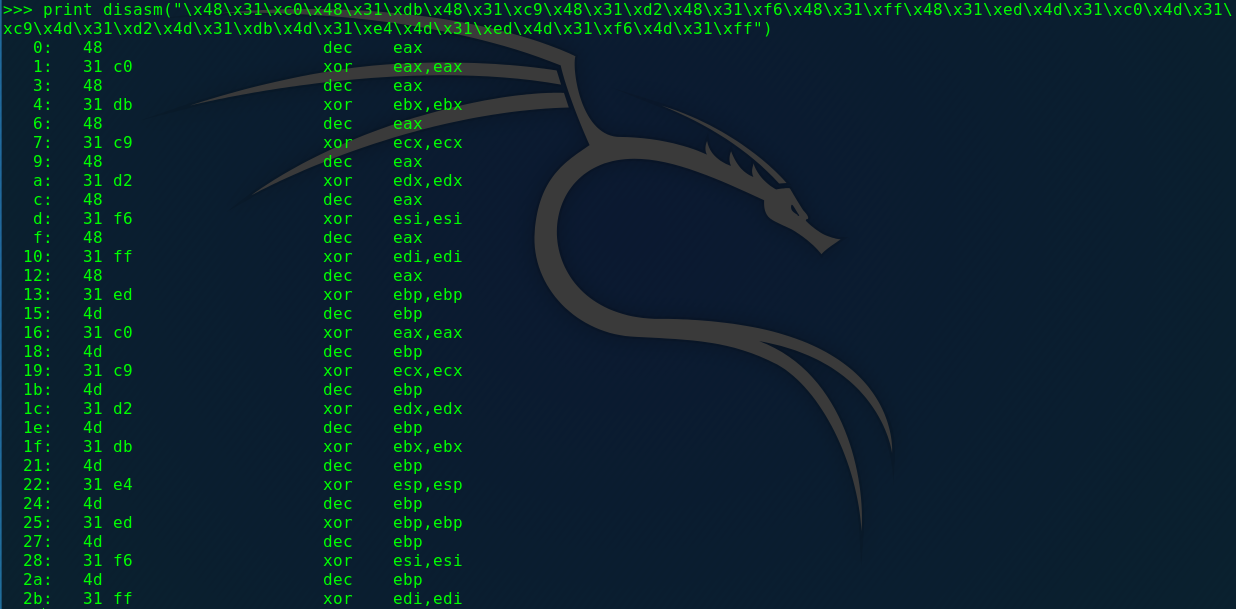 >>> print disasm("\x48\x31\xc0\x48\x31\xdb\x48\x31\xc9\x48\x31\xd2\x48\x31\xf6\x48\x31\xff\x48\x31\xed\x4d\x31\xc0\x4d\x31\
xc9\x4d\x31\xd2\x4d\x31\xdb\x4d\x31\xe4\x4d\x31\xed\x4d\x31\xf6\x4d\x31\xff")
   0:   48                      dec    eax
   1:   31 c0                   xor    eax,eax
   3:   48                      dec    eax
   4:   31 db                   xor    ebx,ebx
   6:   48                      dec    eax
   7:   31 c9                   xor    ecx,ecx
   9:   48                      dec    eax
   a:   31 d2                   xor    edx,edx
   c:   48                      dec    eax
   d:   31 f6                   xor    esi,esi
   f:   48                      dec    eax
  10:   31 ff                   xor    edi,edi
  12:   48                      dec    eax
  13:   31 ed                   xor    ebp,ebp
  15:   4d                      dec    ebp
  16:   31 c0                   xor    eax,eax
  18:   4d                      dec    ebp
  19:   31 c9                   xor    ecx,ecx
  1b:   4d                      dec    ebp
  1c:   31 d2                   xor    edx,edx
  1e:   4d                      dec    ebp
  1f:   31 db                   xor    ebx,ebx
  21:   4d                      dec    ebp
  22:   31 e4                   xor    esp,esp
  24:   4d                      dec    ebp
  25:   31 ed                   xor    ebp,ebp
  27:   4d                      dec    ebp
  28:   31 f6                   xor    esi,esi
  2a:   4d                      dec    ebp
  2b:   31 ff                   xor    edi,edi